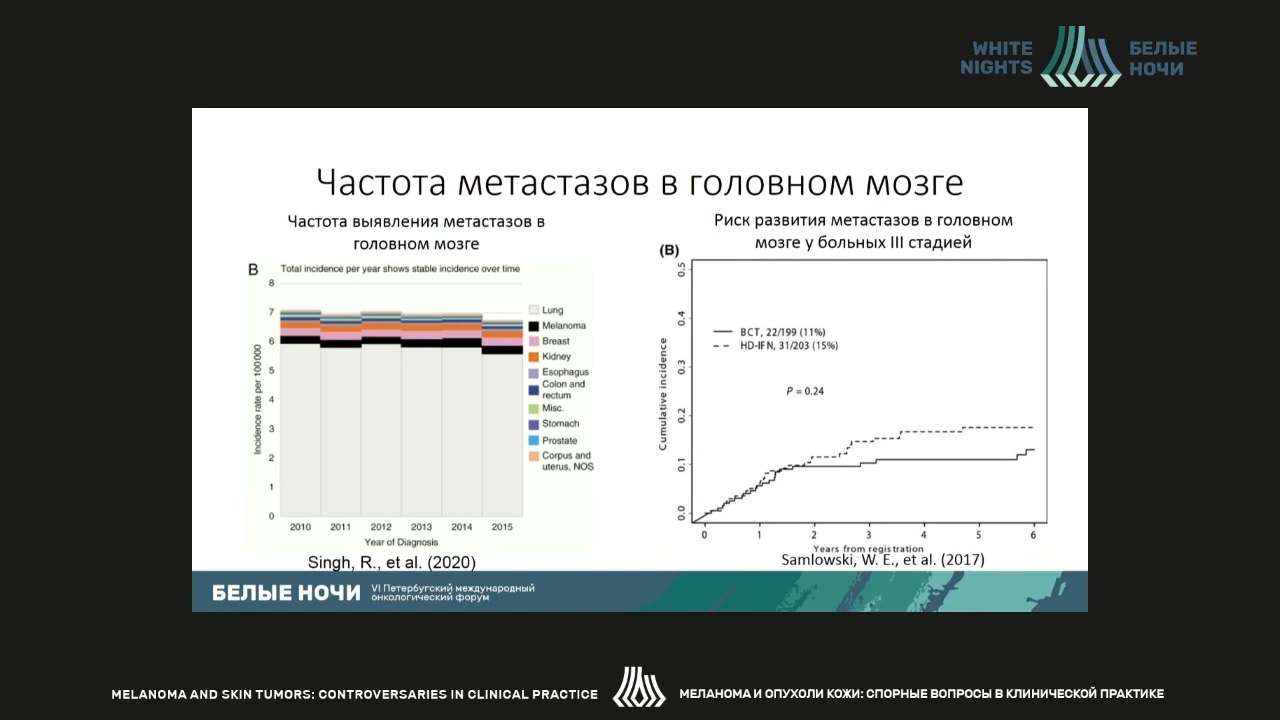 WHITE
NIGHTS
БЕЛЫЕ
НОЧИ
Частота метастазов в головном мозге
Частота выявления метастазов в
головном мозге
B
Total incidence per year shows stable incidence over time
Incidence rate per 100 000
8
7
6
5
4
3
2
1
0
2010 2011 2012 2013 2014 2015
Year of Diagnosis
Lung
Melanoma
Breast
Kidney
Esophagus
Colon and
rectum
Misc.
Stomach
Prostate
Corpus and
uterus, NOS
Singh, R., et al. (2020)
Риск развития метастазов в головном
мозге у больных III стадией
(B)
Cumulative incidence
0.5
0.4
0.3
0.2
0.1
0.0
BCT, 22/199 (11%)
HD-IFN, 31/203 (15%)
P = 0.24
0 1 2 3 4 5 6
Years from registration
Samlowski, W. E., et al. (2017)
БЕЛЫЕ НОЧИ
VI Петербургский международный
онкологический форум
MELANOMA AND SKIN TUMORS: CONTROVERSARIES IN CLINICAL PRACTICE
МЕЛАНОМА И ОПУХОЛИ КОЖИ: СПОРНЫЕ ВОПРОСЫ В КЛИНИЧЕСКОЙ ПРАКТИКЕ